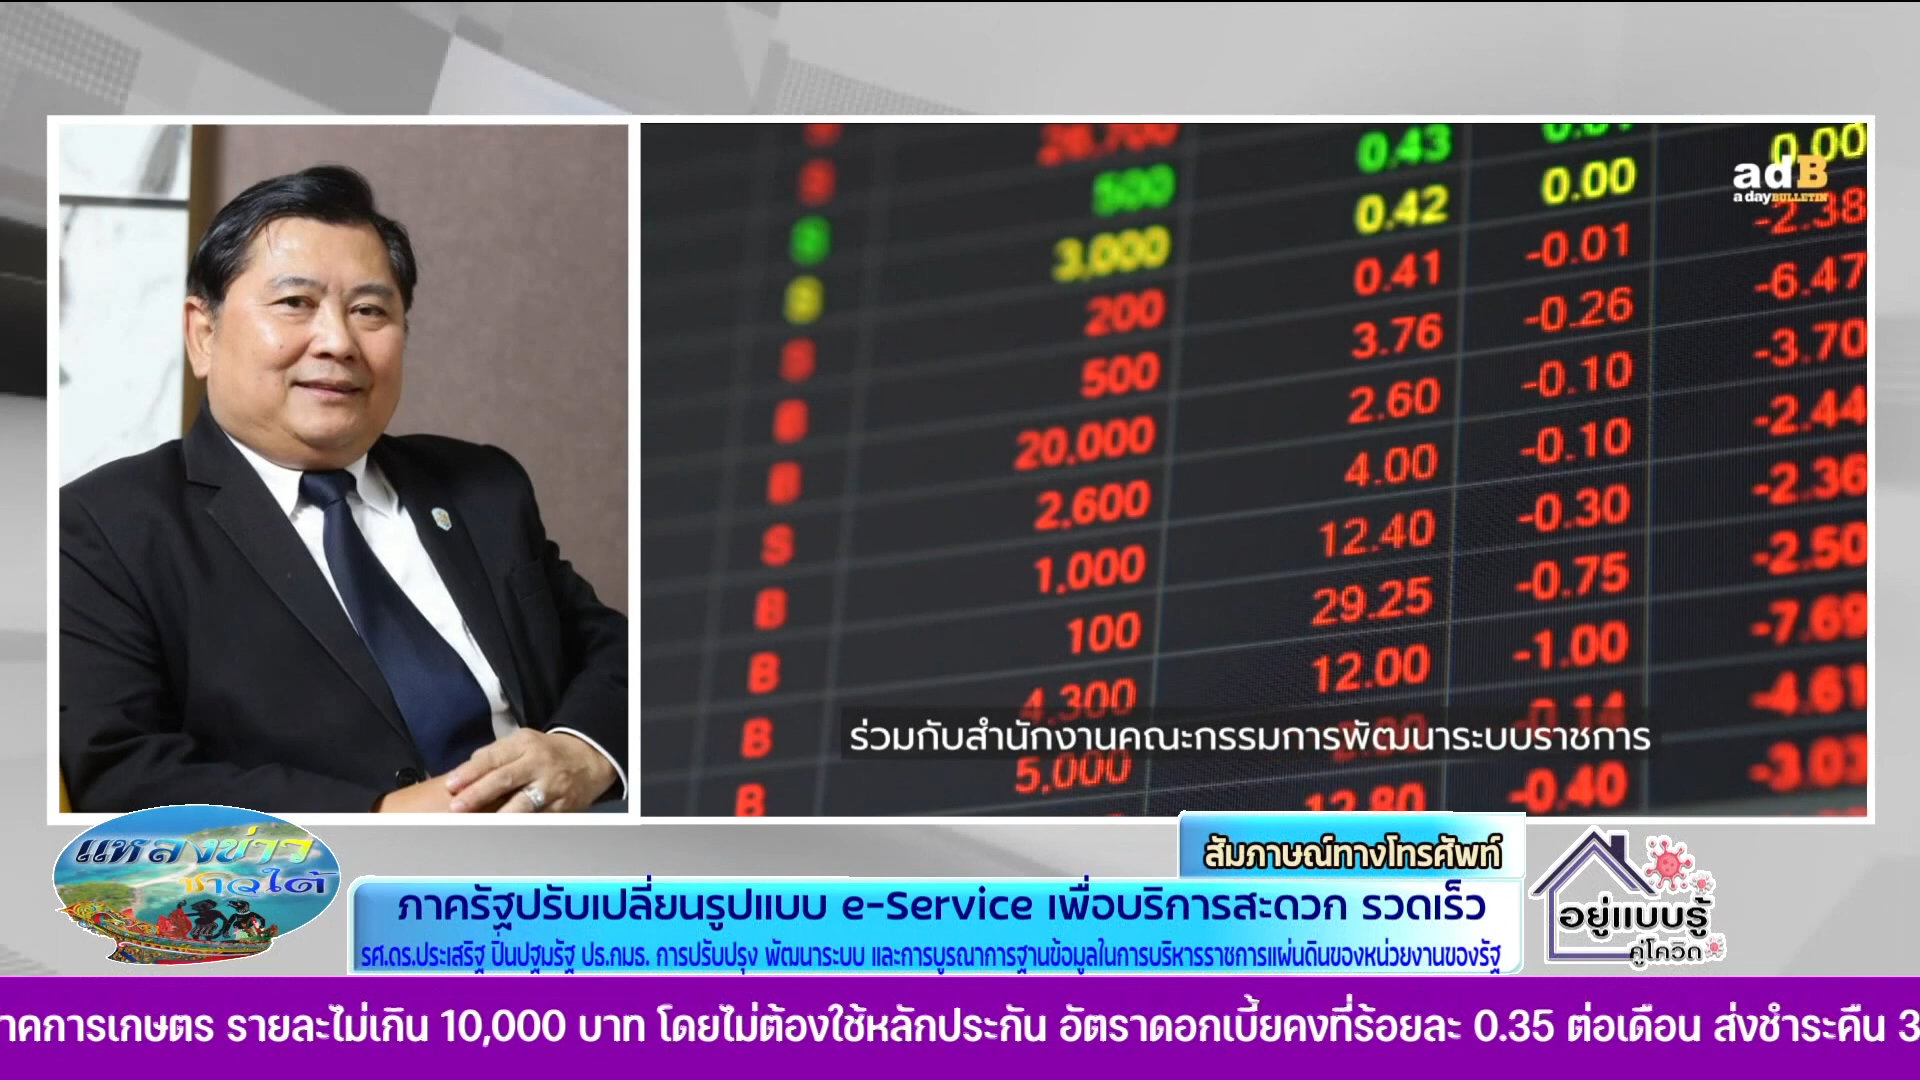 26,700
B 500 0.43 0.00
adB
a day BULLETIN
S 3,000 0.42 0.00 -2.38
S 200 0.41 -0.01 -6.47
500 3.76 -0.26 -3.70
20,000 2.60 -0.10 -2.44
2,600 4.00 -0.10 -2.36
S 1,000 12.40 -0.30 -2.50
B 100 29.25 -0.75 -7.69
B 4,300 12.00 -1.00 -4.61
B 5,000 -0.14 -3.03
B 12.80 -0.40
ร่วมกับสำนักงานคณะกรรมการพัฒนาระบบราชการ
แหลงข่าว
ชาวใต้
สัมภาษณ์ทางโทรศัพท์
ภาครัฐปรับเปลี่ยนรูปแบบ e-Service เพื่อบริการสะดวก รวดเร็ว
รศ.ดร.ประเสริฐ ปิ่นปฐมรัฐ ปธ.กมธ. การปรับปรุง พัฒนาระบบ และการบูรณาการฐานข้อมูลในการบริหารราชการแผ่นดินของหน่วยงานของรัฐ
อยู่แบบรู้
คู่โควิด
าคการเกษตร รายละไม่เกิน 10,000 บาท โดยไม่ต้องใช้หลักประกัน อัตราดอกเบี้ยคงที่ร้อยละ 0.35 ต่อเดือน ส่งชำระคืน 3